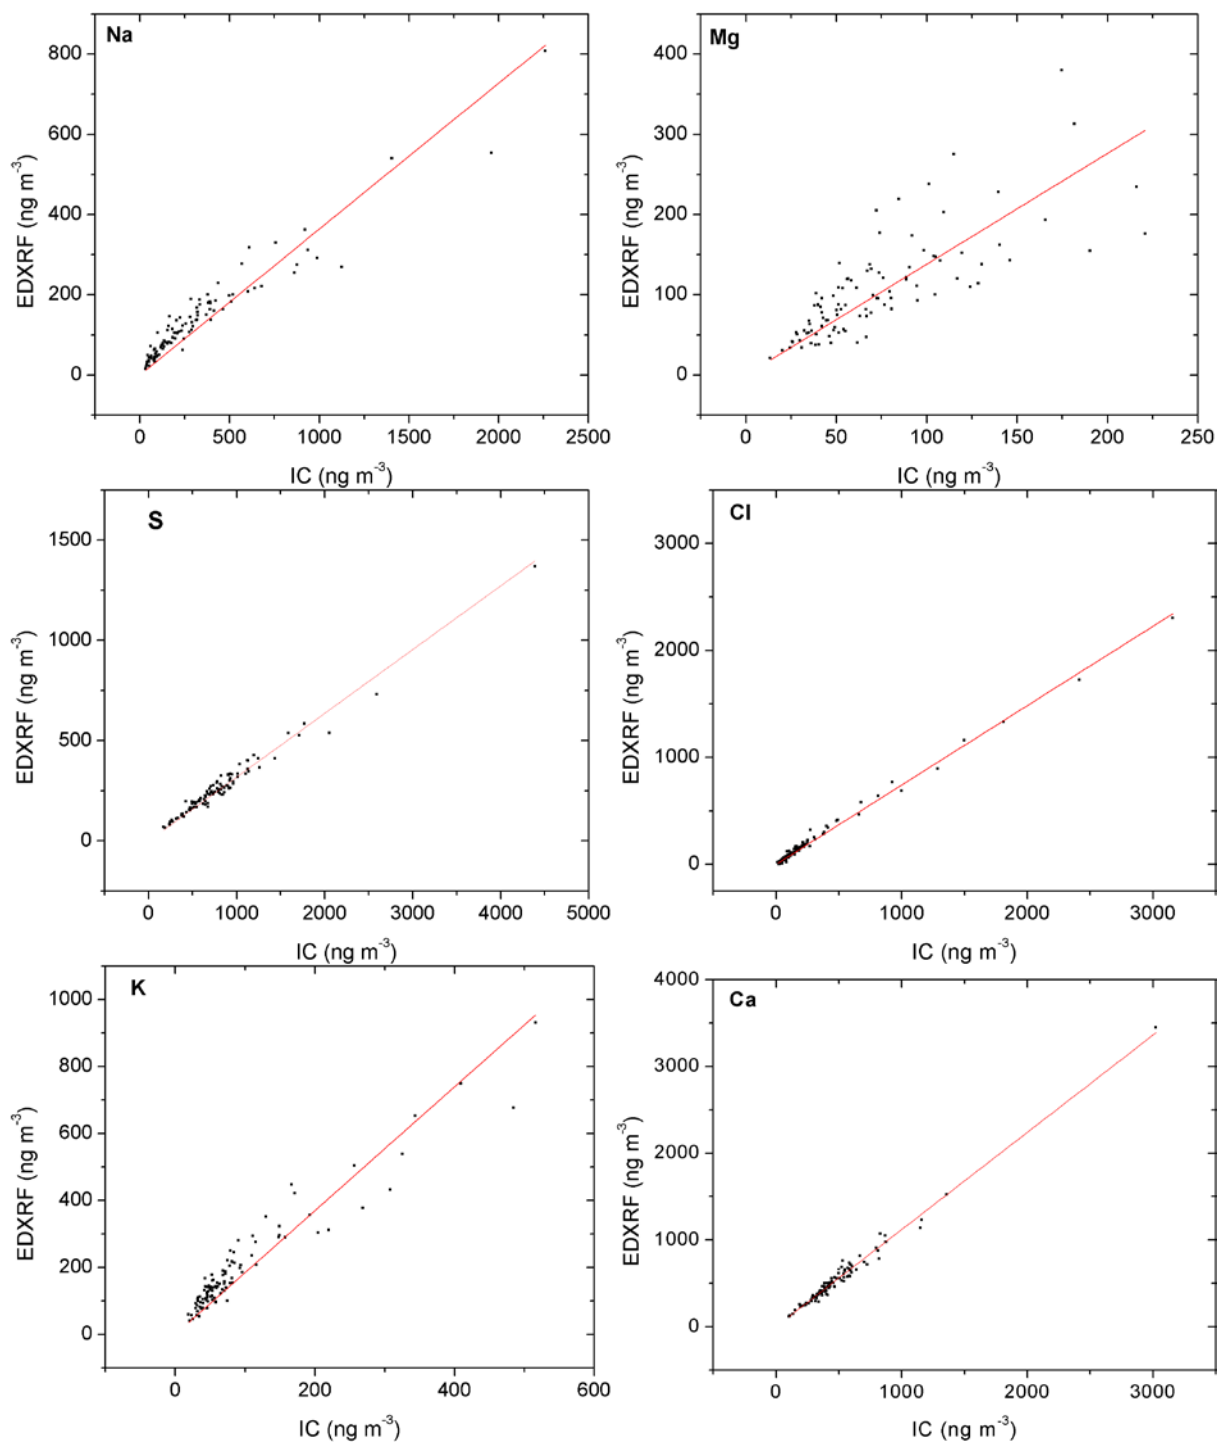 Na
800
600
400
200
0
EDXRF (ng m⁻³)
0 500 1000 1500 2000 2500
IC (ng m⁻³)
Mg
400
300
200
100
0
EDXRF (ng m⁻³)
0 50 100 150 200 250
IC (ng m⁻³)
S
1500
1000
500
0
EDXRF (ng m⁻³)
0 1000 2000 3000 4000 5000
IC (ng m⁻³)
Cl
3000
2000
1000
0
EDXRF (ng m⁻³)
0 1000 2000 3000
IC (ng m⁻³)
K
1000
800
600
400
200
0
EDXRF (ng m⁻³)
0 200 400 600
IC (ng m⁻³)
Ca
4000
3000
2000
1000
0
EDXRF (ng m⁻³)
0 1000 2000 3000
IC (ng m⁻³)